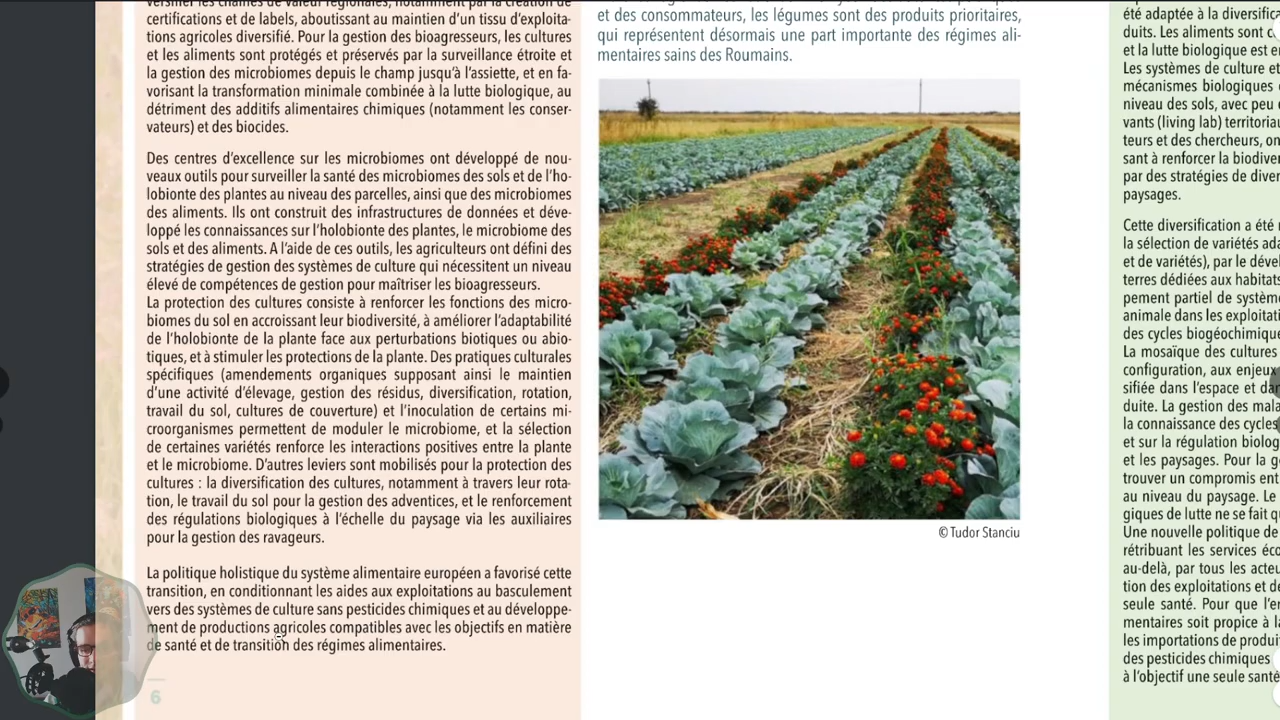 versifier les chaînes de valeur régionales, notamment par la création de
certifications et de labels, aboutissant au maintien d'un tissu d'exploita-
tions agricoles diversifié. Pour la gestion des bioagresseurs, les cultures
et les aliments sont protégés et préservés par la surveillance étroite et
la gestion des microbiomes depuis le champ jusqu'à l'assiette, et en fa-
vorisant la transformation minimale combinée à la lutte biologique, au
détriment des additifs alimentaires chimiques (notamment les conser-
vateurs) et des biocides.
Des centres d'excellence sur les microbiomes ont développé de nou-
veaux outils pour surveiller la santé des microbiomes des sols et de l'ho-
lobionte des plantes au niveau des parcelles, ainsi que des microbiomes
des aliments. Ils ont construit des infrastructures de données et déve-
loppé les connaissances sur l'holobionte des plantes, le microbiome des
sols et des aliments. A l'aide de ces outils, les agriculteurs ont défini des
stratégies de gestion des systèmes de culture qui nécessitent un niveau
élevé de compétences de gestion pour maîtriser les bioagresseurs.
La protection des cultures consiste à renforcer les fonctions des micro-
biomes du sol en accroissant leur biodiversité, à améliorer l'adaptabilité
de l'holobionte de la plante face aux perturbations biotiques ou abio-
tiques, et à stimuler les protections de la plante. Des pratiques culturales
spécifiques (amendements organiques supposant ainsi le maintien
d'une activité d'élevage, gestion des résidus, diversification, rotation,
travail du sol, cultures de couverture) et l'inoculation de certains mi-
croorganismes permettent de moduler le microbiome, et la sélection
de certaines variétés renforce les interactions positives entre la plante
et le microbiome. D'autres leviers sont mobilisés pour la protection des
cultures : la diversification des cultures, notamment à travers leur rota-
tion, le travail du sol pour la gestion des adventices, et le renforcement
des régulations biologiques à l'échelle du paysage via les auxiliaires
pour la gestion des ravageurs.
La politique holistique du système alimentaire européen a favorisé cette
transition, en conditionnant les aides aux exploitations au basculement
vers des systèmes de culture sans pesticides chimiques et au développe-
ment de productions agricoles compatibles avec les objectifs en matière
de santé et de transition des régimes alimentaires.
6
et des consommateurs, les légumes sont des produits prioritaires,
qui représentent désormais une part importante des régimes ali-
mentaires sains des Roumains.
© Tudor Stanciu
été adaptée à la diversific
duits. Les aliments sont
et la lutte biologique est
Les systèmes de culture et
mécanismes biologiques
niveau des sols, avec peu
vants (living lab) territoriau
teurs et des chercheurs, on
sant à renforcer la biodiver
par des stratégies de diver
paysages.
Cette diversification a été
la sélection de variétés ada
et de variétés), par le dével
terres dédiées aux habitats
pement partiel de système
animale dans les exploitati
des cycles biogéochimique
La mosaïque des cultures
configuration, aux enjeux
sifiée dans l'espace et dan
duite. La gestion des mala
la connaissance des cycles
et sur la régulation biolog
et les paysages. Pour la g
trouver un compromis ent
au niveau du paysage. Le
giques de lutte ne se fait q
Une nouvelle politique de
rétribuant les services éco
au-delà, par tous les acteu
tion des exploitations et de
seule santé. Pour que l'en
mentaires soit propice à la
les importations de produi
des pesticides chimiques
à l'objectif une seule santé